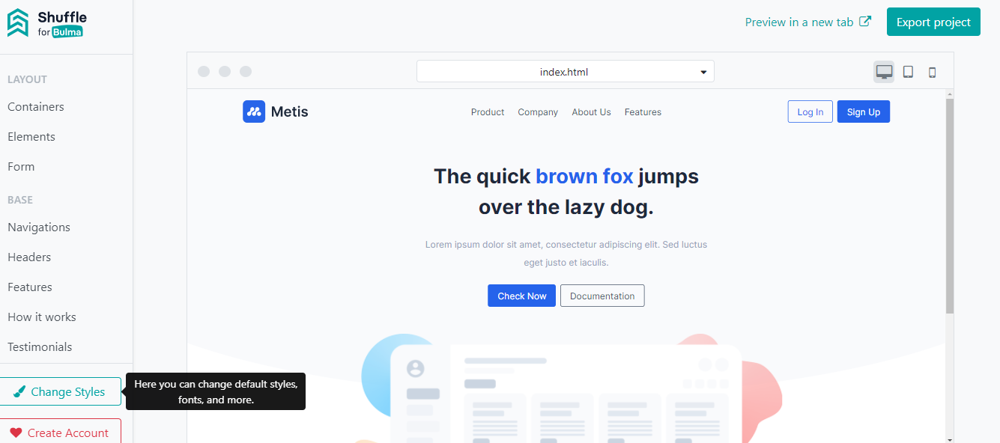 Shuffle
for Bulma
Preview in a new tab
Export project
LAYOUT
Containers
Elements
Form
BASE
Navigations
Headers
Features
How it works
Testimonials
Change Styles
Here you can change default styles,
fonts, and more.
Create Account
index.html
Metis
Product Company About Us Features
Log In
Sign Up
The quick brown fox jumps
over the lazy dog.
Lorem ipsum dolor sit amet, consectetur adipiscing elit. Sed luctus
eget justo et iaculis.
Check Now
Documentation